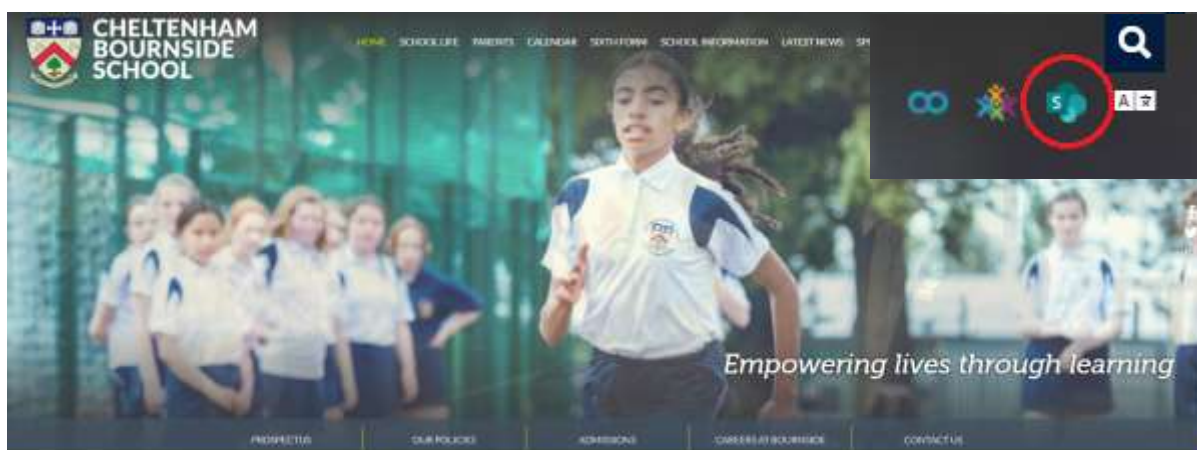 CHELTENHAM
BOURNSIDE
SCHOOL
HOME SCHOOL LIFE PARENTS CALENDAR SIXTH FORM SCHOOL INFORMATION LATEST NEWS
S
A 文
Empowering lives through learning
PROSPECTUS OUR POLICIES ADMISSIONS CAREERS AT BOURNSIDE CONTACT US